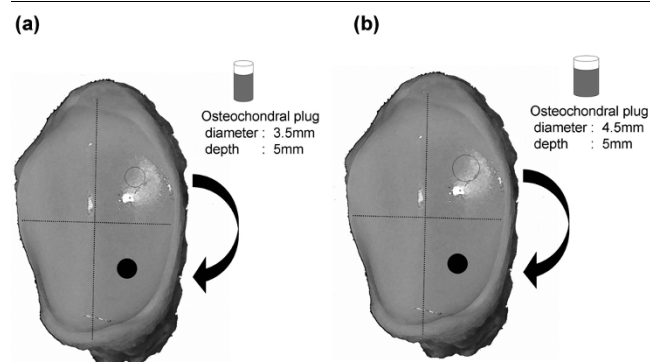 (a)
Osteochondral plug
diameter : 3.5mm
depth : 5mm
(b)
Osteochondral plug
diameter : 4.5mm
depth : 5mm